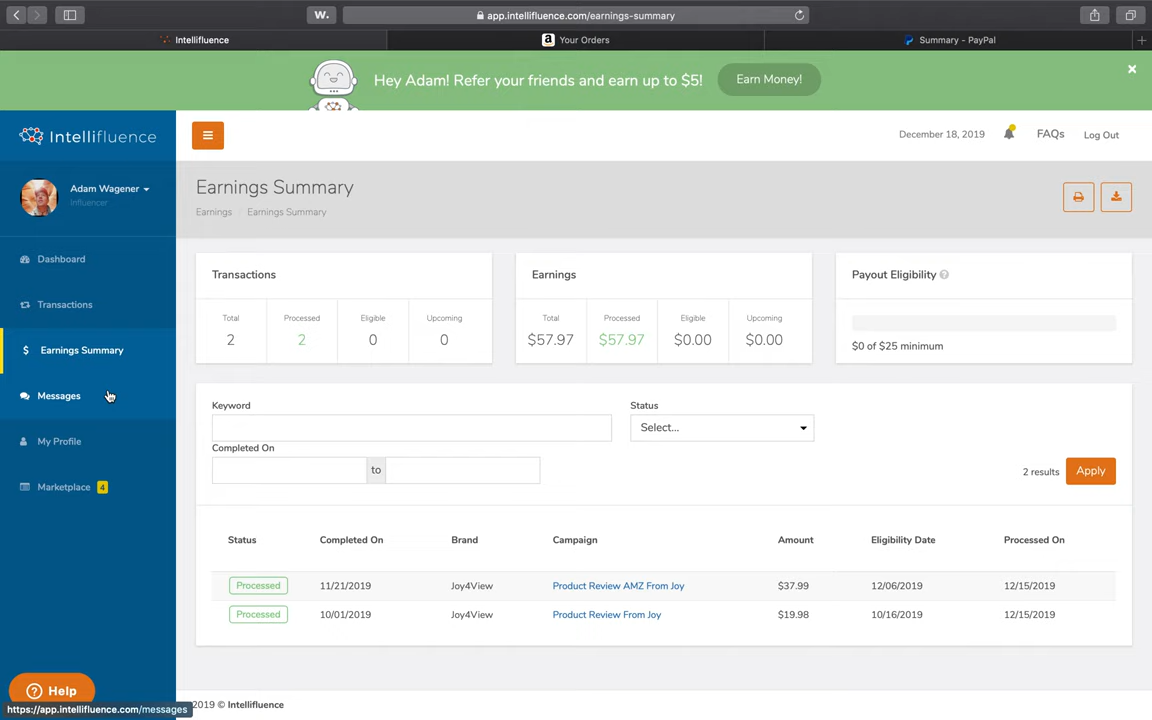 W.
app.intellifluence.com/earnings-summary
Intellifluence
Your Orders
Summary - PayPal
Hey Adam! Refer your friends and earn up to $5!
Earn Money!
Intellifluence
December 18, 2019
FAQs
Log Out
Adam Wagener
Influencer
Earnings Summary
Earnings / Earnings Summary
Dashboard
Transactions
Earnings Summary
Messages
My Profile
Marketplace 4
Transactions
Total Processed Eligible Upcoming
2 2 0 0
Earnings
Total Processed Eligible Upcoming
$57.97 $57.97 $0.00 $0.00
Payout Eligibility ?
$0 of $25 minimum
Keyword
Status
Select...
Completed On
to
2 results
Apply
Status Completed On Brand Campaign Amount Eligibility Date Processed On
Processed 11/21/2019 Joy4View Product Review AMZ From Joy $37.99 12/06/2019 12/15/2019
Processed 10/01/2019 Joy4View Product Review From Joy $19.98 10/16/2019 12/15/2019
? Help
2019 © Intellifluence
https://app.intellifluence.com/messages